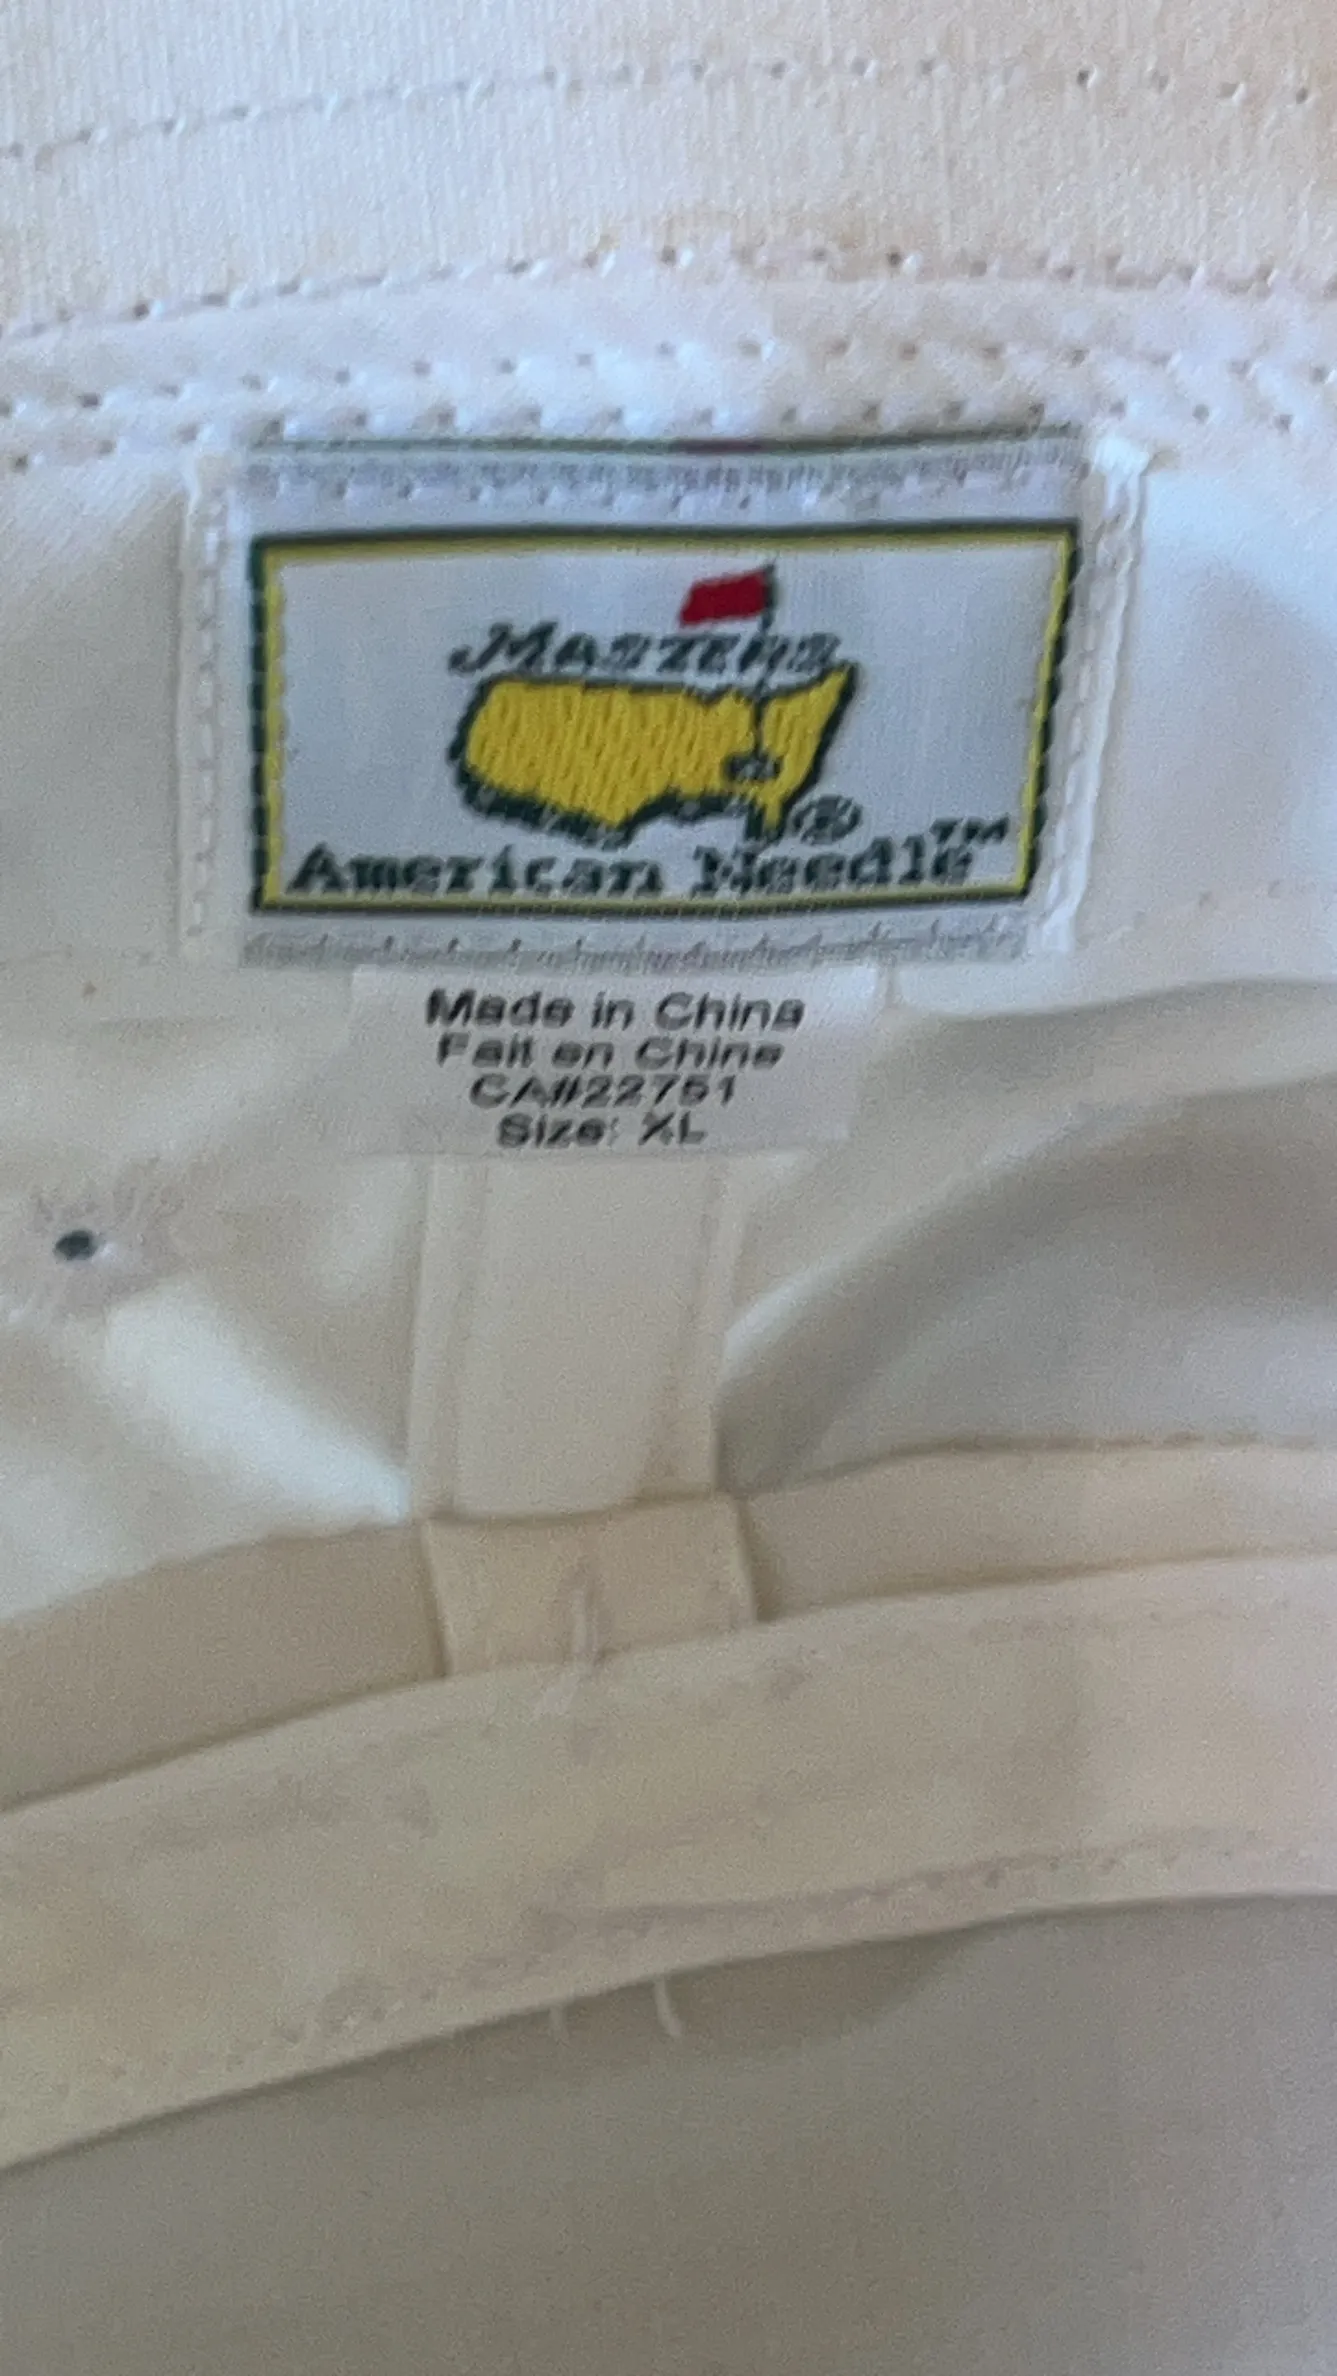 MASTERS
®
American Needle™
Made in China
Fait en Chine
CA#22751
Size: XL